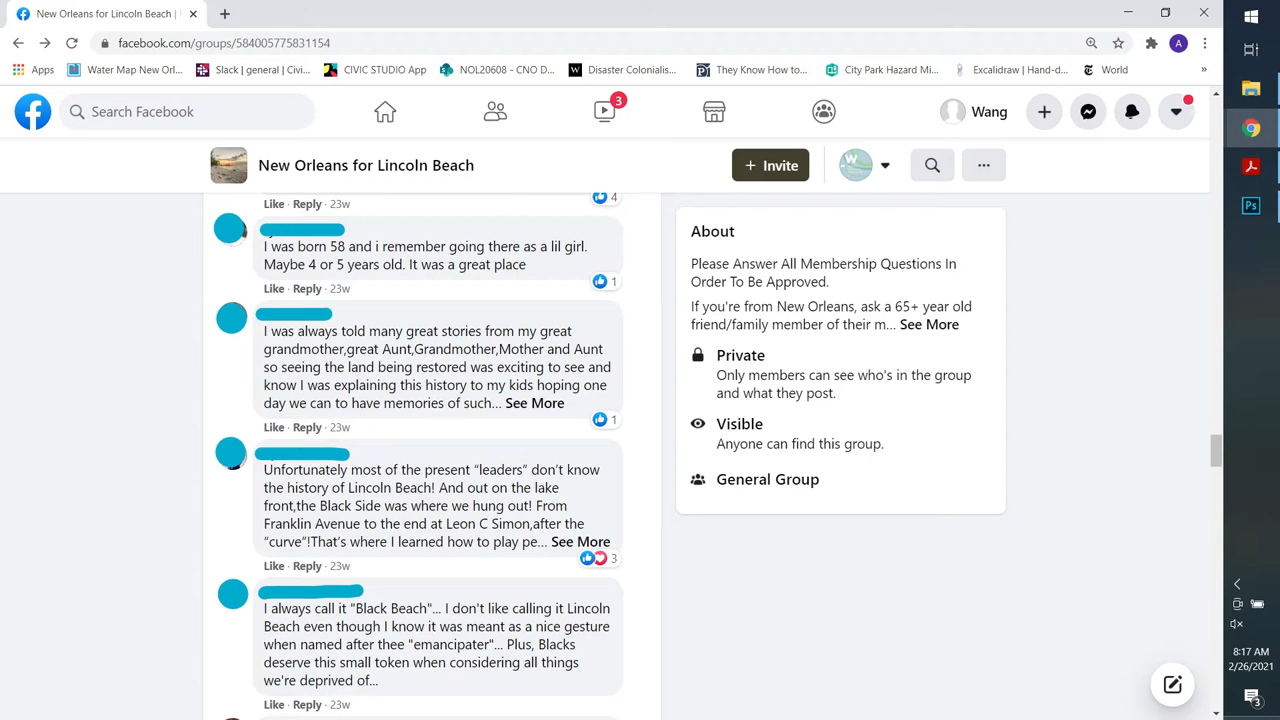 New Orleans for Lincoln Beach |
facebook.com/groups/584005775831154
A
Apps
Water Map New Orl...
Slack | general | Civi...
CIVIC STUDIO App
NOL20608 - CNO D...
Disaster Colonialis...
They Know How to...
City Park Hazard Mi...
Excalidraw | Hand-d...
World
»
Search Facebook
3
Wang
New Orleans for Lincoln Beach
+ Invite
Like · Reply · 23w
4
I was born 58 and i remember going there as a lil girl.
Maybe 4 or 5 years old. It was a great place
1
Like · Reply · 23w
I was always told many great stories from my great
grandmother,great Aunt,Grandmother,Mother and Aunt
so seeing the land being restored was exciting to see and
know I was explaining this history to my kids hoping one
day we can to have memories of such... See More
1
Like · Reply · 23w
Unfortunately most of the present “leaders” don’t know
the history of Lincoln Beach! And out on the lake
front,the Black Side was where we hung out! From
Franklin Avenue to the end at Leon C Simon,after the
“curve”!That’s where I learned how to play pe... See More
3
Like · Reply · 23w
I always call it "Black Beach"... I don't like calling it Lincoln
Beach even though I know it was meant as a nice gesture
when named after thee "emancipater"... Plus, Blacks
deserve this small token when considering all things
we're deprived of...
Like · Reply · 23w
About
Please Answer All Membership Questions In
Order To Be Approved.
If you're from New Orleans, ask a 65+ year old
friend/family member of their m... See More
Private
Only members can see who's in the group
and what they post.
Visible
Anyone can find this group.
General Group
Ps
8:17 AM
2/26/2021
3